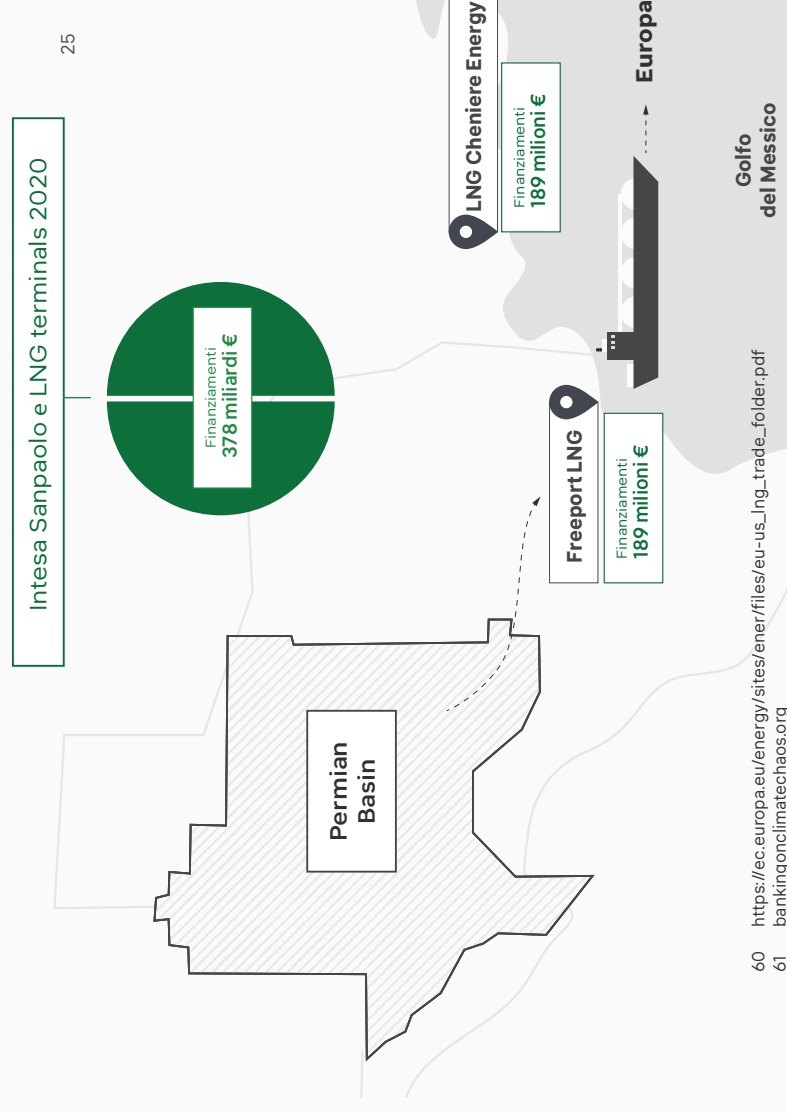 Intesa Sanpaolo e LNG terminals 2020
25
Finanziamenti
378 miliardi €
Permian
Basin
LNG Cheniere Energy
Finanziamenti
189 milioni €
Freeport LNG
Finanziamenti
189 milioni €
Europa
Golfo
del Messico
60 https://ec.europa.eu/energy/sites/ener/files/eu-us_lng_trade_folder.pdf
61 bankingonclimatechaos.org